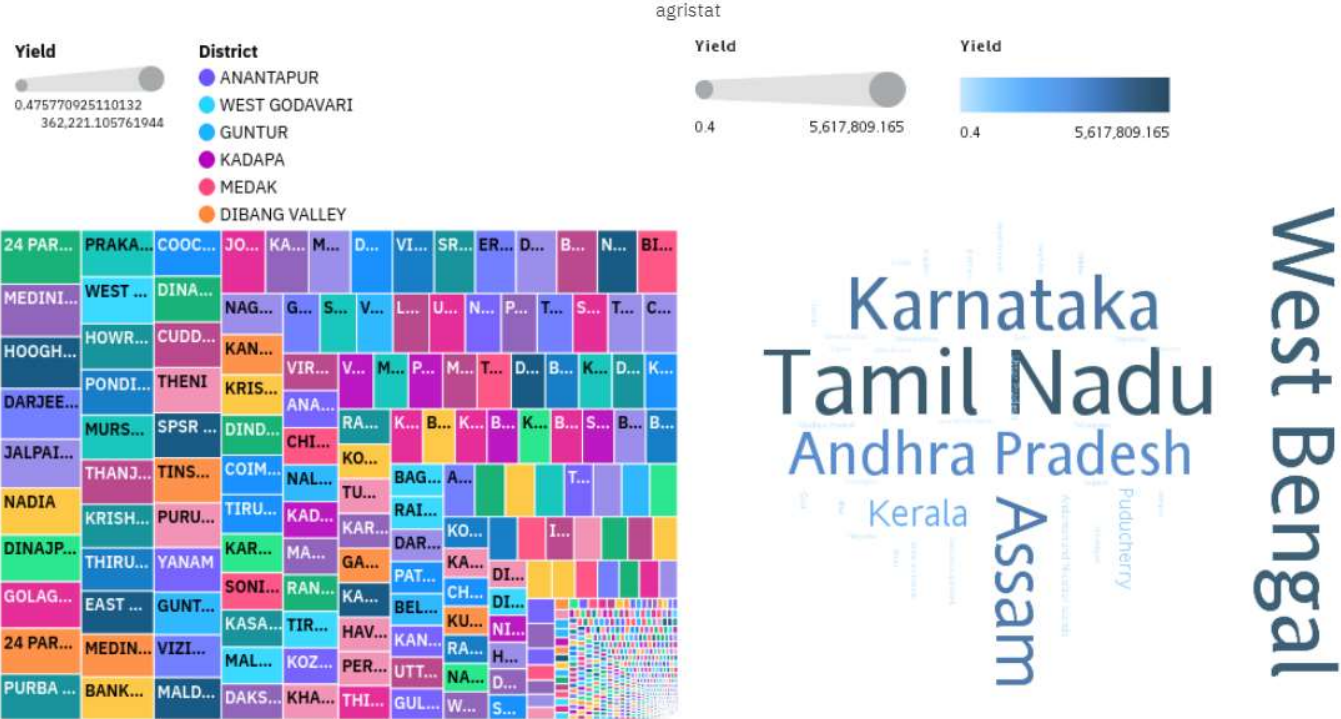 agristat
Yield
0.475770925110132
362,221.105761944
District
ANANTAPUR
WEST GODAVARI
GUNTUR
KADAPA
MEDAK
DIBANG VALLEY
Yield
0.4
5,617,809.165
Yield
0.4
5,617,809.165
24 PAR...
MEDINI...
HOOGH...
DARJEE...
JALPAI...
NADIA
DINAJP...
GOLAG...
24 PAR...
PURBA ...
PRAKA...
WEST ...
HOWR...
PONDI...
MURS...
THANJ...
KRISH...
THIRU...
EAST ...
MEDIN...
BANK...
COOC...
DINA...
CUDD...
THENI
SPSR ...
TINS...
PURU...
YANAM
GUNT...
VIZI...
MALD...
JO...
KA...
M...
D...
VI...
SR...
ER...
D...
B...
N...
BI...
NAG...
KAN...
KRIS...
DIND...
COIM...
TIRU...
KAR...
SONI...
KASA...
MAL...
DAKS...
G...
S...
V...
L...
U...
N...
P...
T...
S...
T...
C...
VIR...
ANA...
CHI...
NAL...
KAD...
MA...
RAN...
TIR...
KOZ...
KHA...
V...
M...
P...
M...
T...
D...
B...
K...
D...
K...
RA...
KO...
TU...
KAR...
GA...
KA...
HAV...
PER...
THI...
K...
B...
K...
B...
K...
B...
S...
B...
B...
BAG...
RAI...
DAR...
PAT...
BEL...
KAN...
UTT...
GUL...
A...
T...
KO...
KA...
CH...
KU...
RA...
NA...
W...
I...
DI...
DI...
NI...
H...
D...
S...
Karnataka
Tamil Nadu
Andhra Pradesh
Kerala
Assam
Puducherry
West Bengal